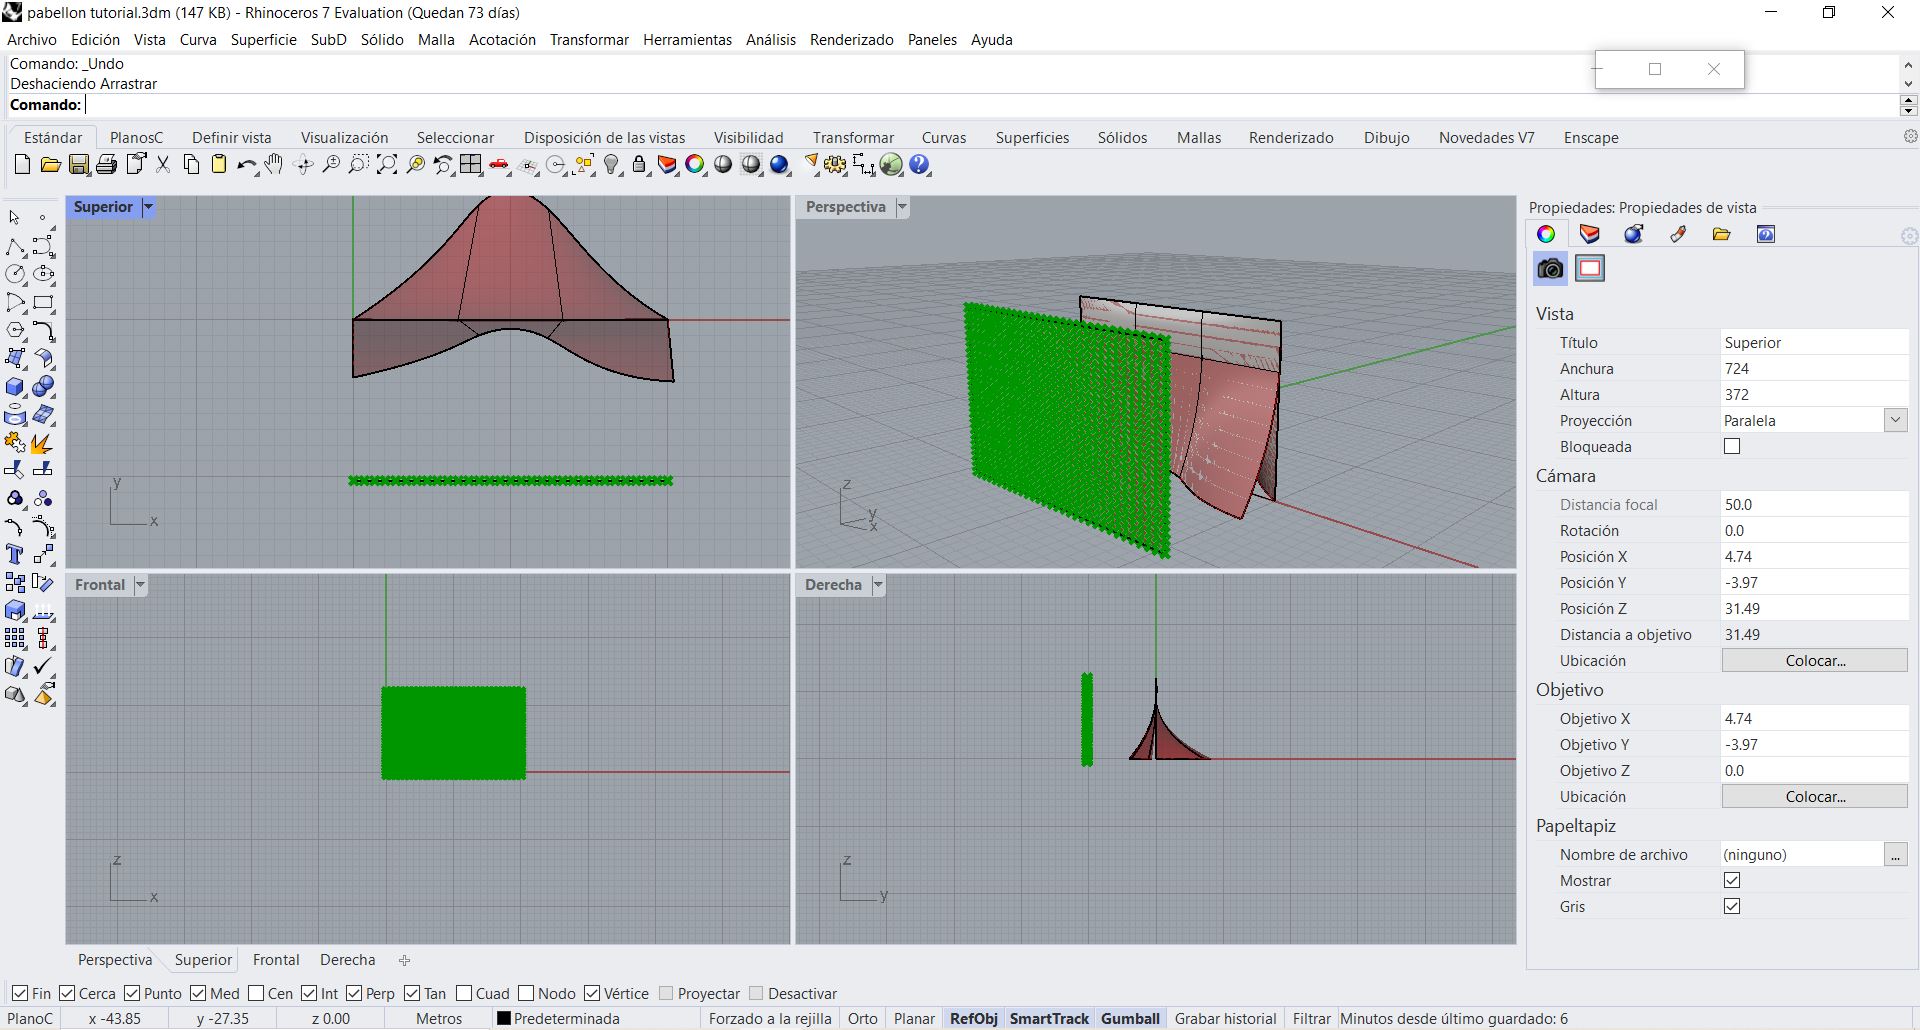 pabellon tutorial.3dm (147 KB) - Rhinoceros 7 Evaluation (Quedan 73 días)
Archivo Edición Vista Curva Superficie SubD Sólido Malla Acotación Transformar Herramientas Análisis Renderizado Paneles Ayuda
Comando: _Undo
Deshaciendo Arrastrar
Comando:
Estándar PlanosC Definir vista Visualización Seleccionar Disposición de las vistas Visibilidad Transformar Curvas Superficies Sólidos Mallas Renderizado Dibujo Novedades V7 Enscape
Superior
y
x
Perspectiva
z
y
x
Frontal
z
x
Derecha
z
y
Propiedades: Propiedades de vista
Vista
Título Superior
Anchura 724
Altura 372
Proyección Paralela
Bloqueada
Cámara
Distancia focal 50.0
Rotación 0.0
Posición X 4.74
Posición Y -3.97
Posición Z 31.49
Distancia a objetivo 31.49
Ubicación Colocar...
Objetivo
Objetivo X 4.74
Objetivo Y -3.97
Objetivo Z 0.0
Ubicación Colocar...
Papeltapiz
Nombre de archivo (ninguno) ...
Mostrar
Gris
Perspectiva Superior Frontal Derecha
Fin Cerca Punto Med Cen Int Perp Tan Cuad Nodo Vértice Proyectar Desactivar
PlanoC x -43.85 y -27.35 z 0.00 Metros Predeterminada Forzado a la rejilla Orto Planar RefObj SmartTrack Gumball Grabar historial Filtrar Minutos desde último guardado: 6